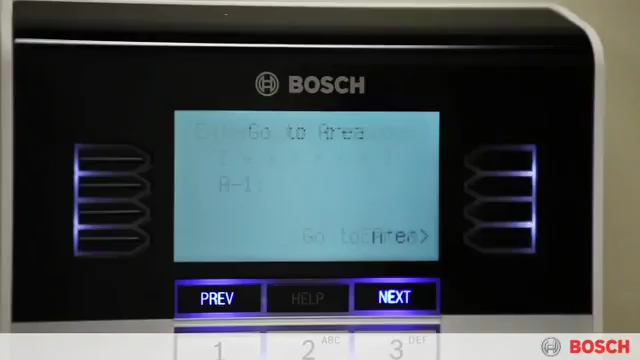 BOSCH
Go to Area
A-1:
Go to Area>
PREV HELP NEXT
1 2 ABC 3 DEF
BOSCH